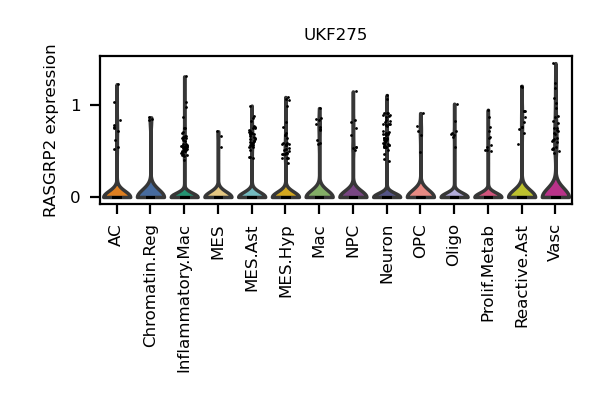 UKF275
RASGRP2 expression
1
0
AC
Chromatin.Reg
Inflammatory.Mac
MES
MES.Ast
MES.Hyp
Mac
NPC
Neuron
OPC
Oligo
Prolif.Metab
Reactive.Ast
Vasc